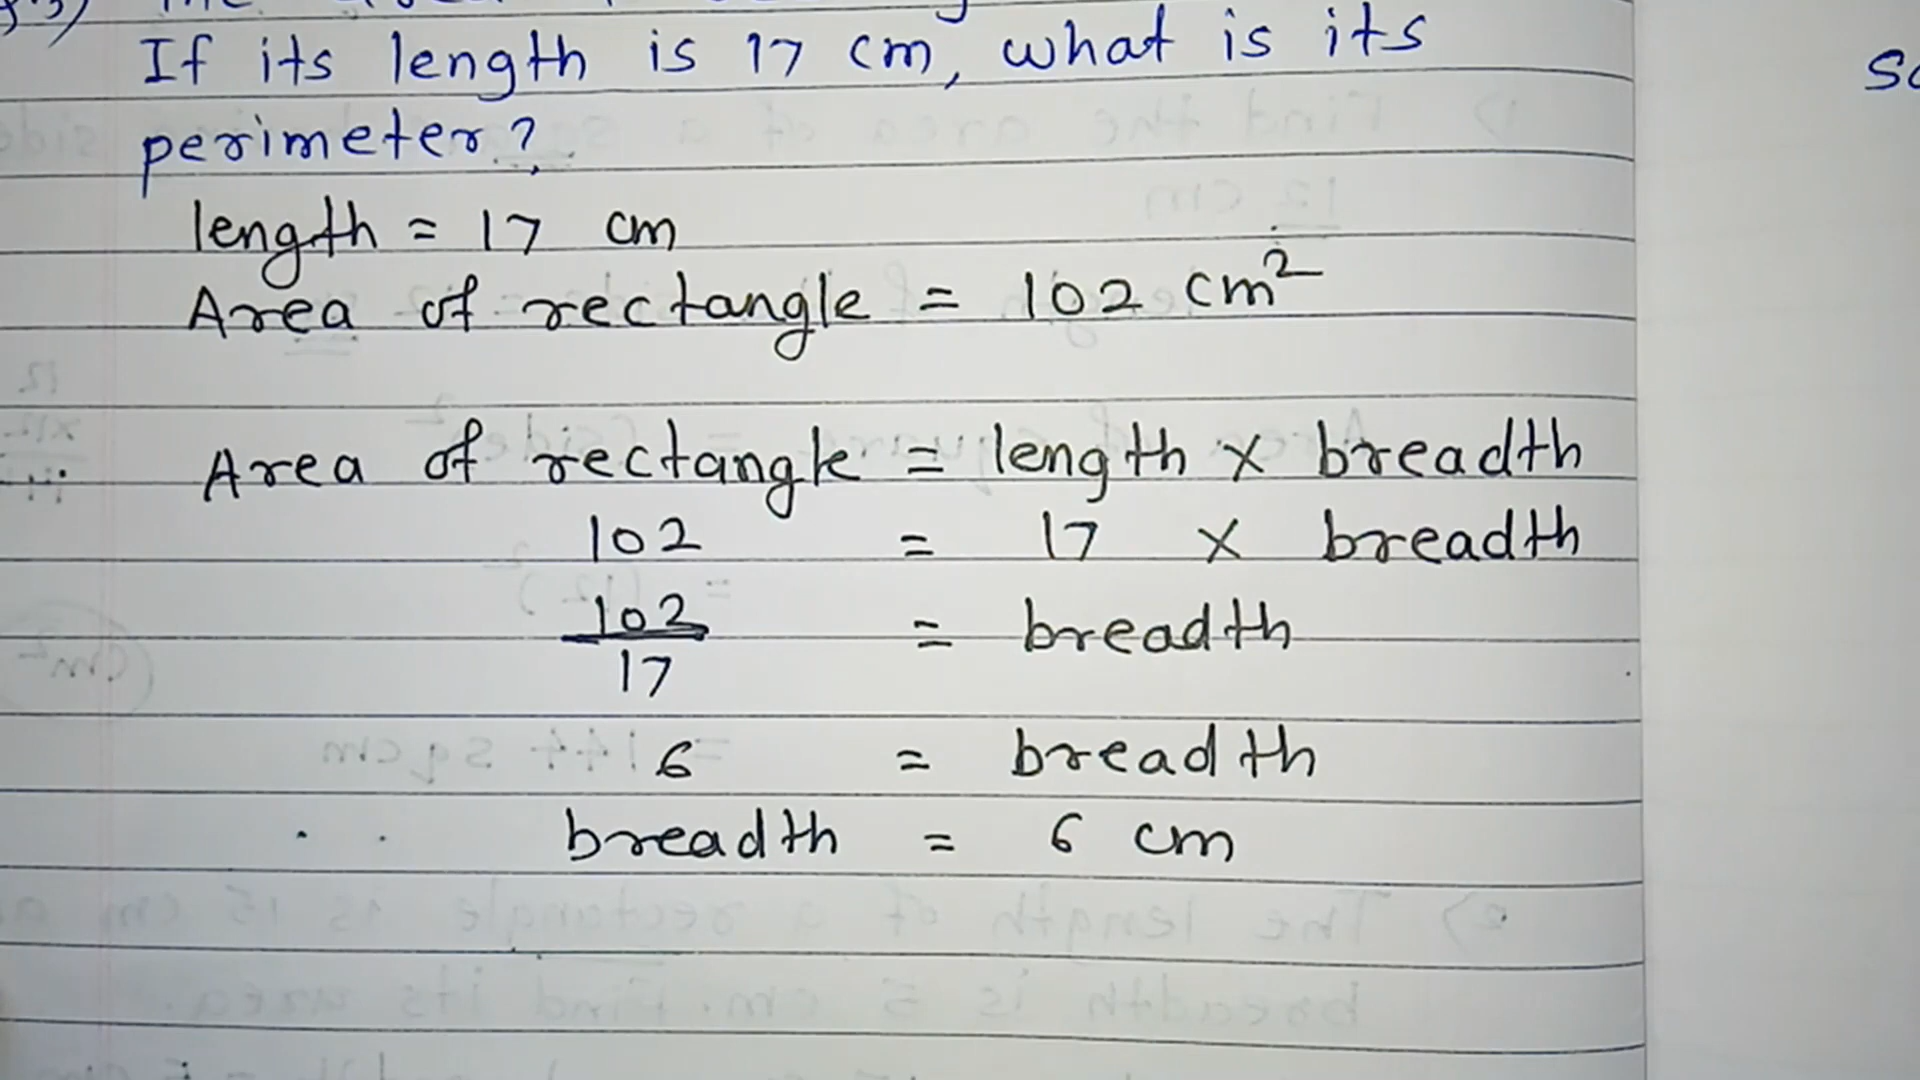 If its length is 17 cm, what is its
perimeter?
length = 17 cm
Area of rectangle = 102 cm²
Area of rectangle = length × breadth
102 = 17 × breadth
102/17 = breadth
6 = breadth
breadth = 6 cm